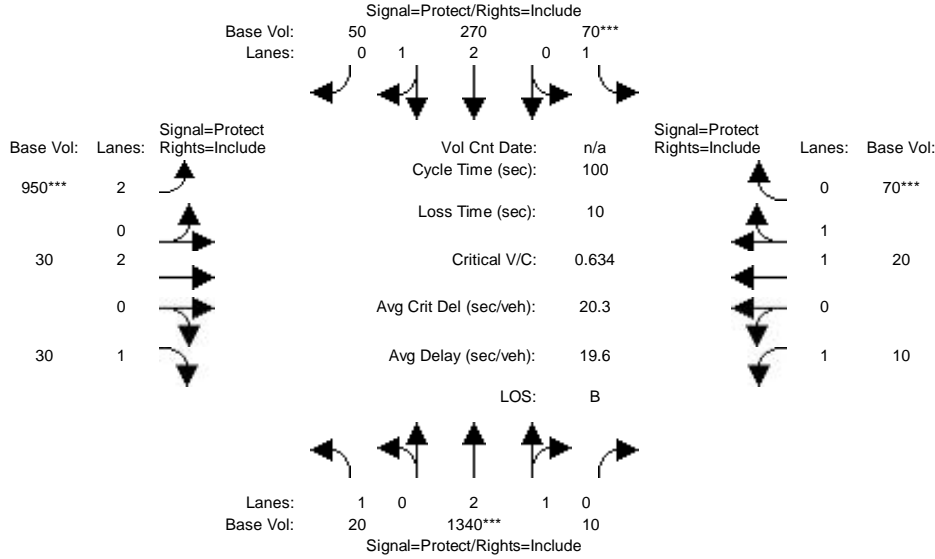 Signal=Protect/Rights=Include
Base Vol: 50 270 70***
Lanes: 0 1 2 0 1
Signal=Protect Signal=Protect
Base Vol: Lanes: Rights=Include Vol Cnt Date: n/a Rights=Include Lanes: Base Vol:
Cycle Time (sec): 100
950*** 2 0 70***
Loss Time (sec): 10
0 1
30 2 Critical V/C: 0.634 1 20
0 Avg Crit Del (sec/veh): 20.3 0
30 1 Avg Delay (sec/veh): 19.6 1 10
LOS: B
Lanes: 1 0 2 1 0
Base Vol: 20 1340*** 10
Signal=Protect/Rights=Include